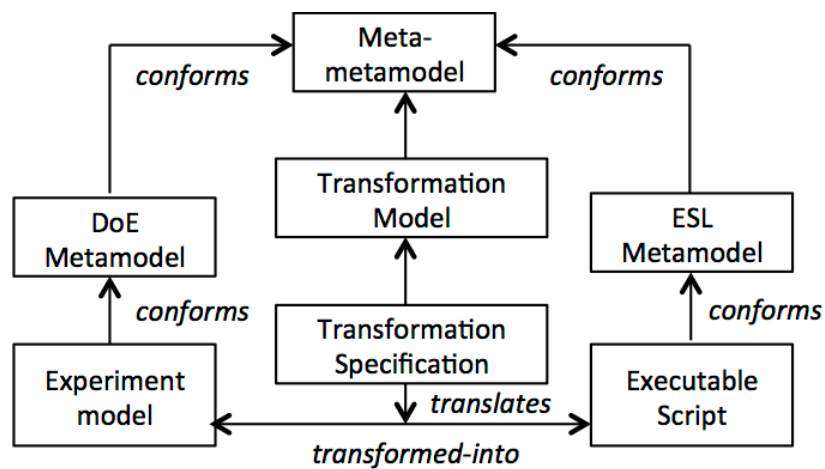 Meta-
metamodel
conforms
conforms
Transformation
Model
DoE
Metamodel
ESL
Metamodel
conforms
conforms
Transformation
Specification
Experiment
model
Executable
Script
translates
transformed-into